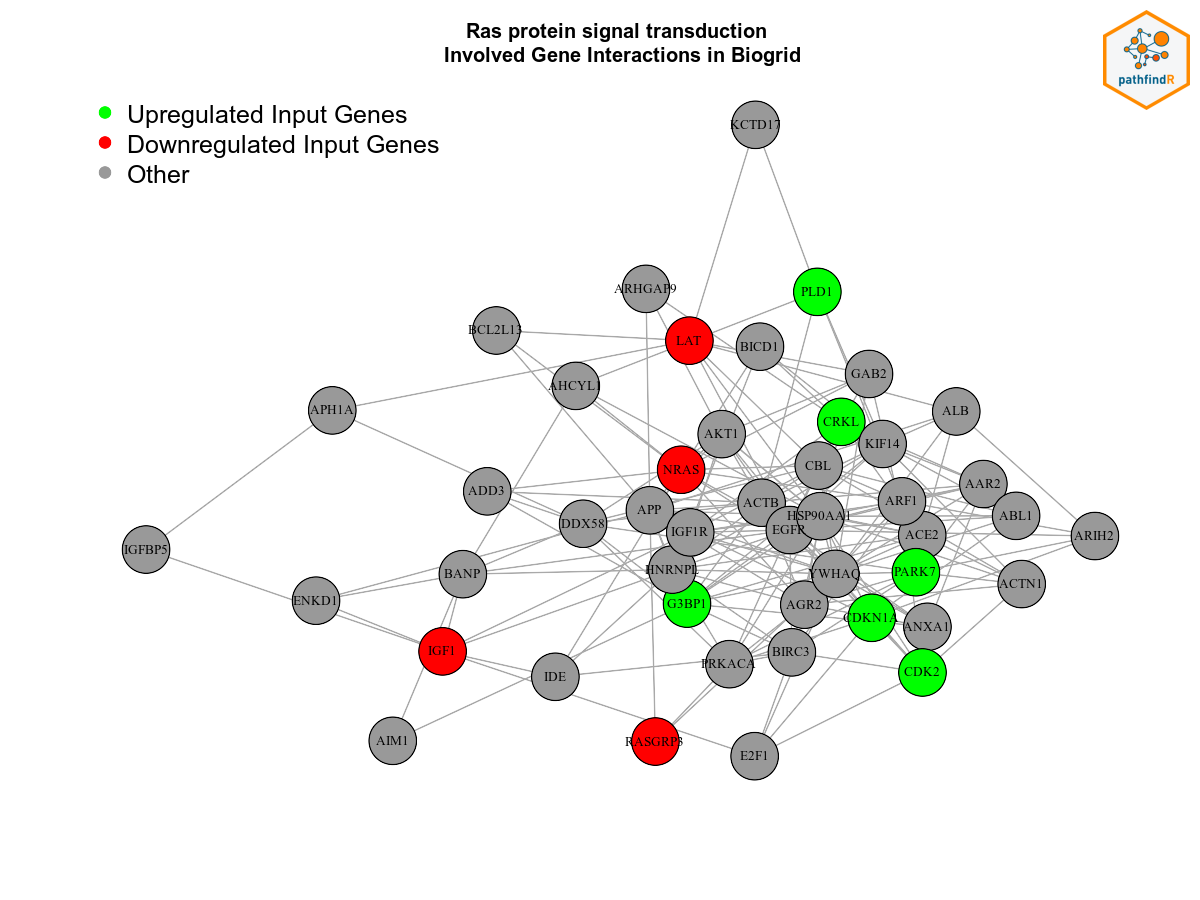 Ras protein signal transduction
Involved Gene Interactions in Biogrid
pathfindR
Upregulated Input Genes
Downregulated Input Genes
Other
KCTD17
ARHGAP9
PLD1
BCL2L13
LAT
BICD1
GAB2
AHCYL1
APH1A
ALB
CRKL
AKT1
KIF14
CBL
NRAS
AAR2
ADD3
ACTB
ARF1
APP
HSP90AA1
ABL1
DDX58
EGFR
IGF1R
ACE2
ARIH2
IGFBP5
HNRNPL
BANP
YWHAQ
PARK7
ACTN1
ENKD1
G3BP1
AGR2
CDKN1A
ANXA1
IGF1
BIRC3
PRKACA
CDK2
IDE
AIM1
RASGRP3
E2F1